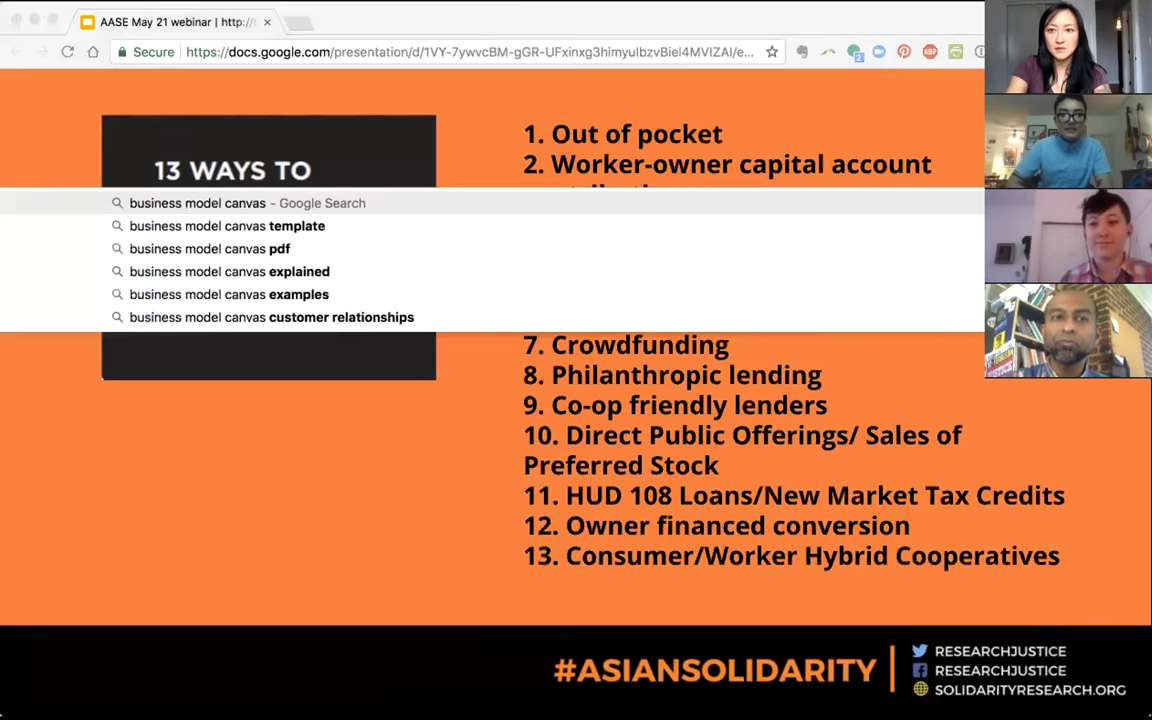 AASE May 21 webinar | http://
Secure
https://docs.google.com/presentation/d/1VY-7ywvcBM-gGR-UFxinxg3himyuIbzvBiel4MVIZAI/e...
2
ABP
13 WAYS TO
1. Out of pocket
2. Worker-owner capital account
business model canvas - Google Search
business model canvas template
business model canvas pdf
business model canvas explained
business model canvas examples
business model canvas customer relationships
7. Crowdfunding
8. Philanthropic lending
9. Co-op friendly lenders
10. Direct Public Offerings/ Sales of
Preferred Stock
11. HUD 108 Loans/New Market Tax Credits
12. Owner financed conversion
13. Consumer/Worker Hybrid Cooperatives
#ASIANSOLIDARITY
RESEARCHJUSTICE
RESEARCHJUSTICE
SOLIDARITYRESEARCH.ORG